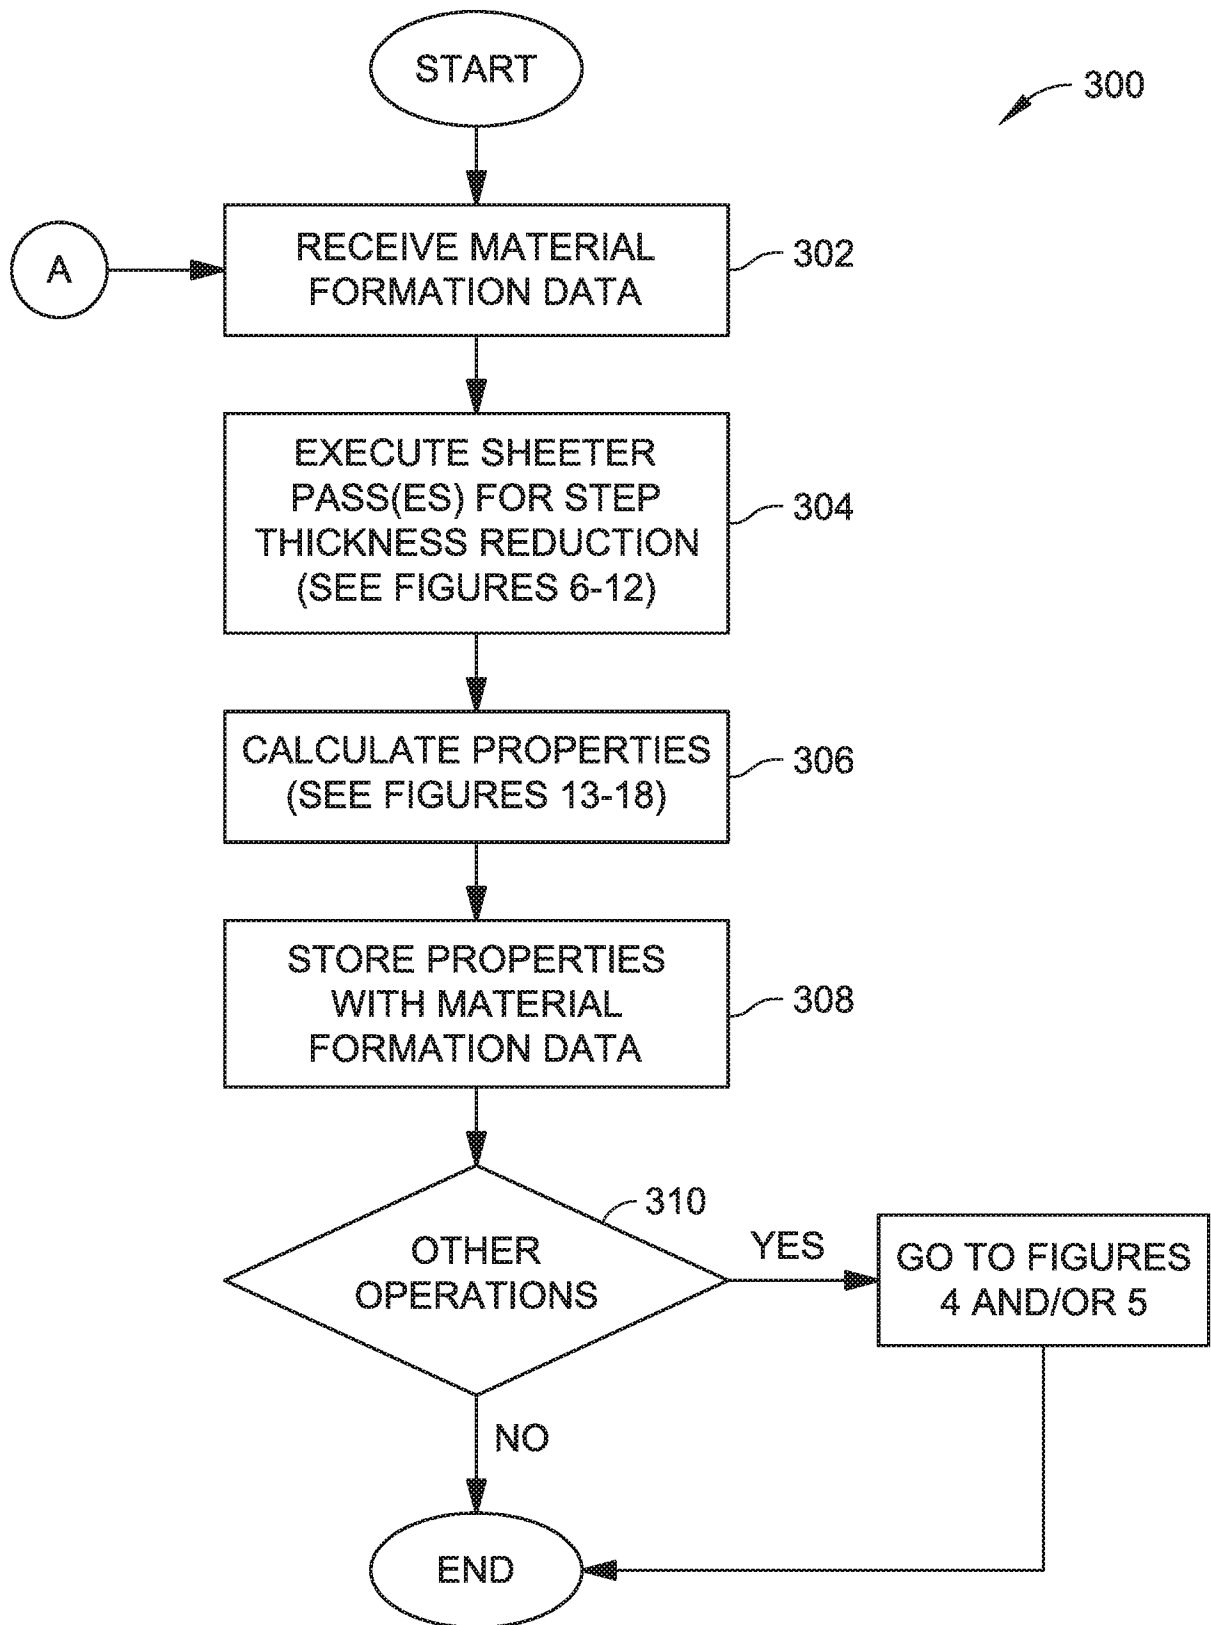 START
300
A
RECEIVE MATERIAL
FORMATION DATA
302
EXECUTE SHEETER
PASS(ES) FOR STEP
THICKNESS REDUCTION
(SEE FIGURES 6-12)
304
CALCULATE PROPERTIES
(SEE FIGURES 13-18)
306
STORE PROPERTIES
WITH MATERIAL
FORMATION DATA
308
310
OTHER
OPERATIONS
YES
GO TO FIGURES
4 AND/OR 5
NO
END